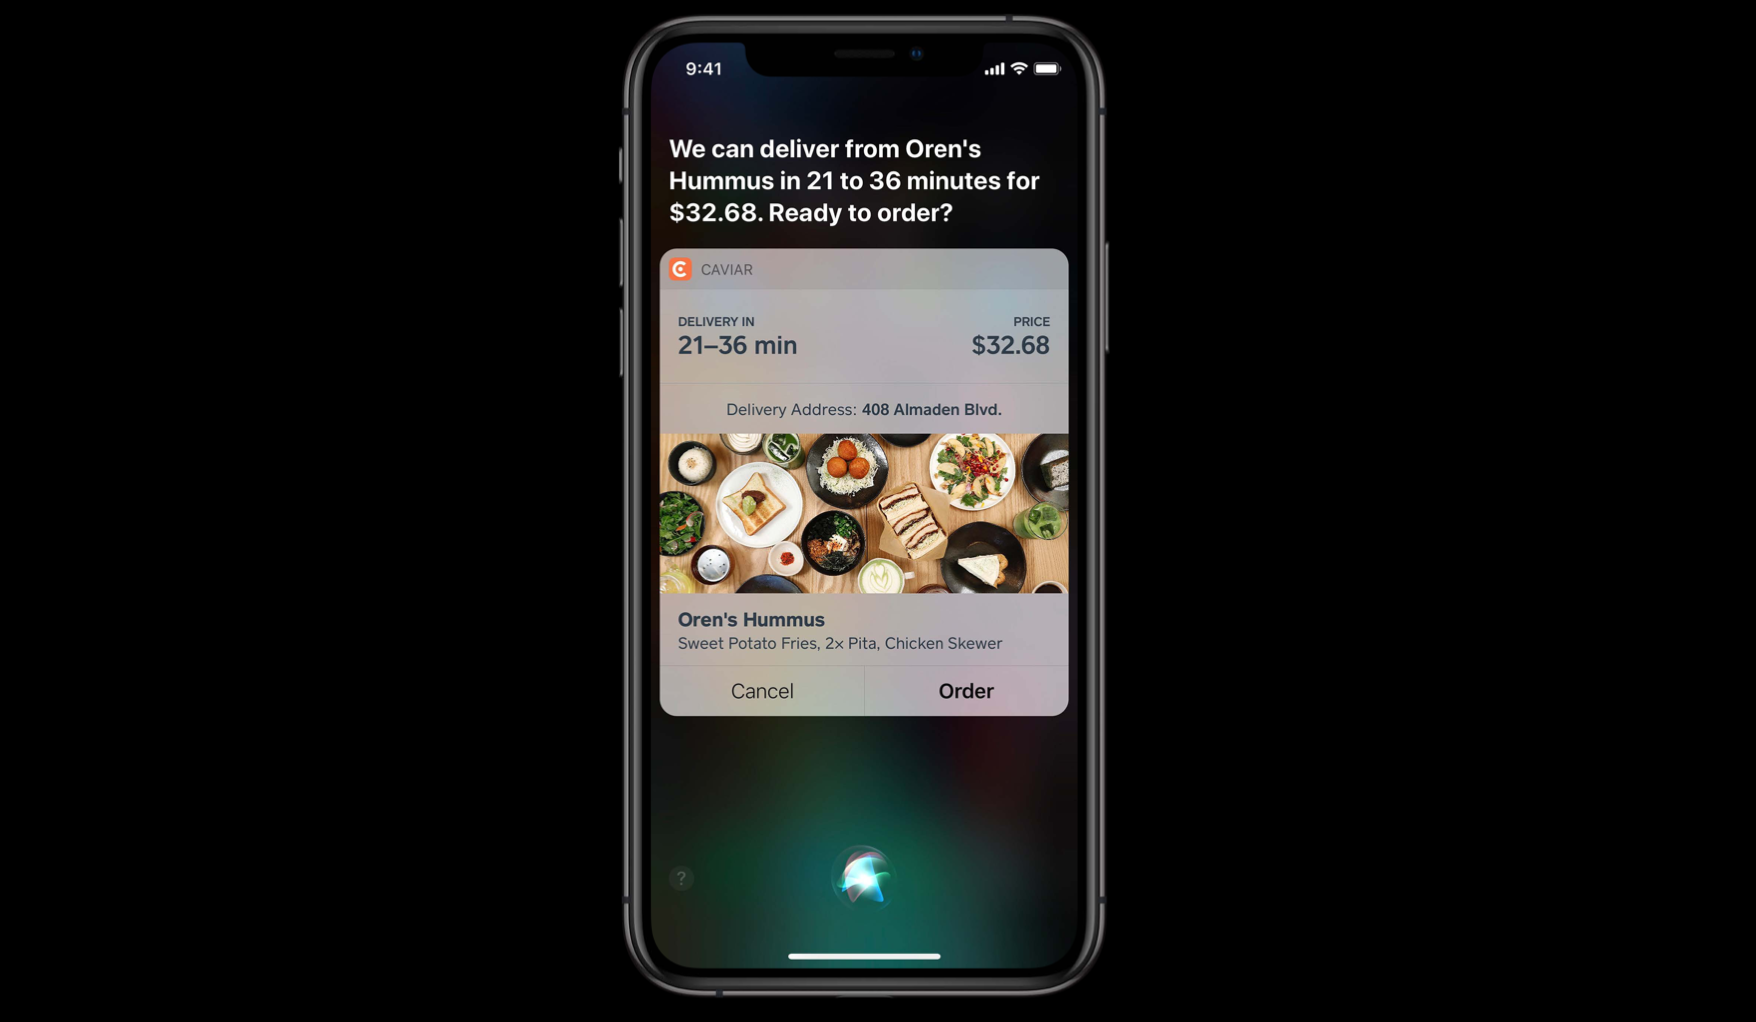 9:41
We can deliver from Oren's
Hummus in 21 to 36 minutes for
$32.68. Ready to order?
CAVIAR
DELIVERY IN
PRICE
21–36 min
$32.68
Delivery Address: 408 Almaden Blvd.
Oren's Hummus
Sweet Potato Fries, 2× Pita, Chicken Skewer
Cancel
Order
?